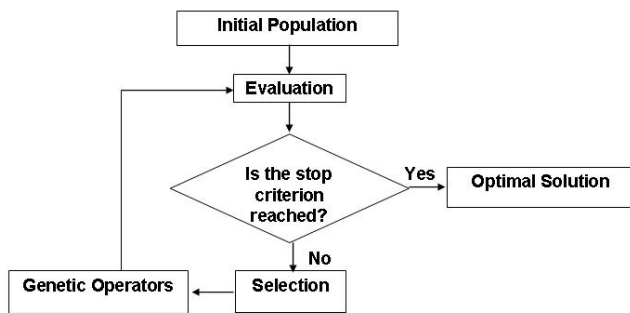 Initial Population
Evaluation
Is the stop
criterion
reached?
Yes
Optimal Solution
No
Genetic Operators
Selection